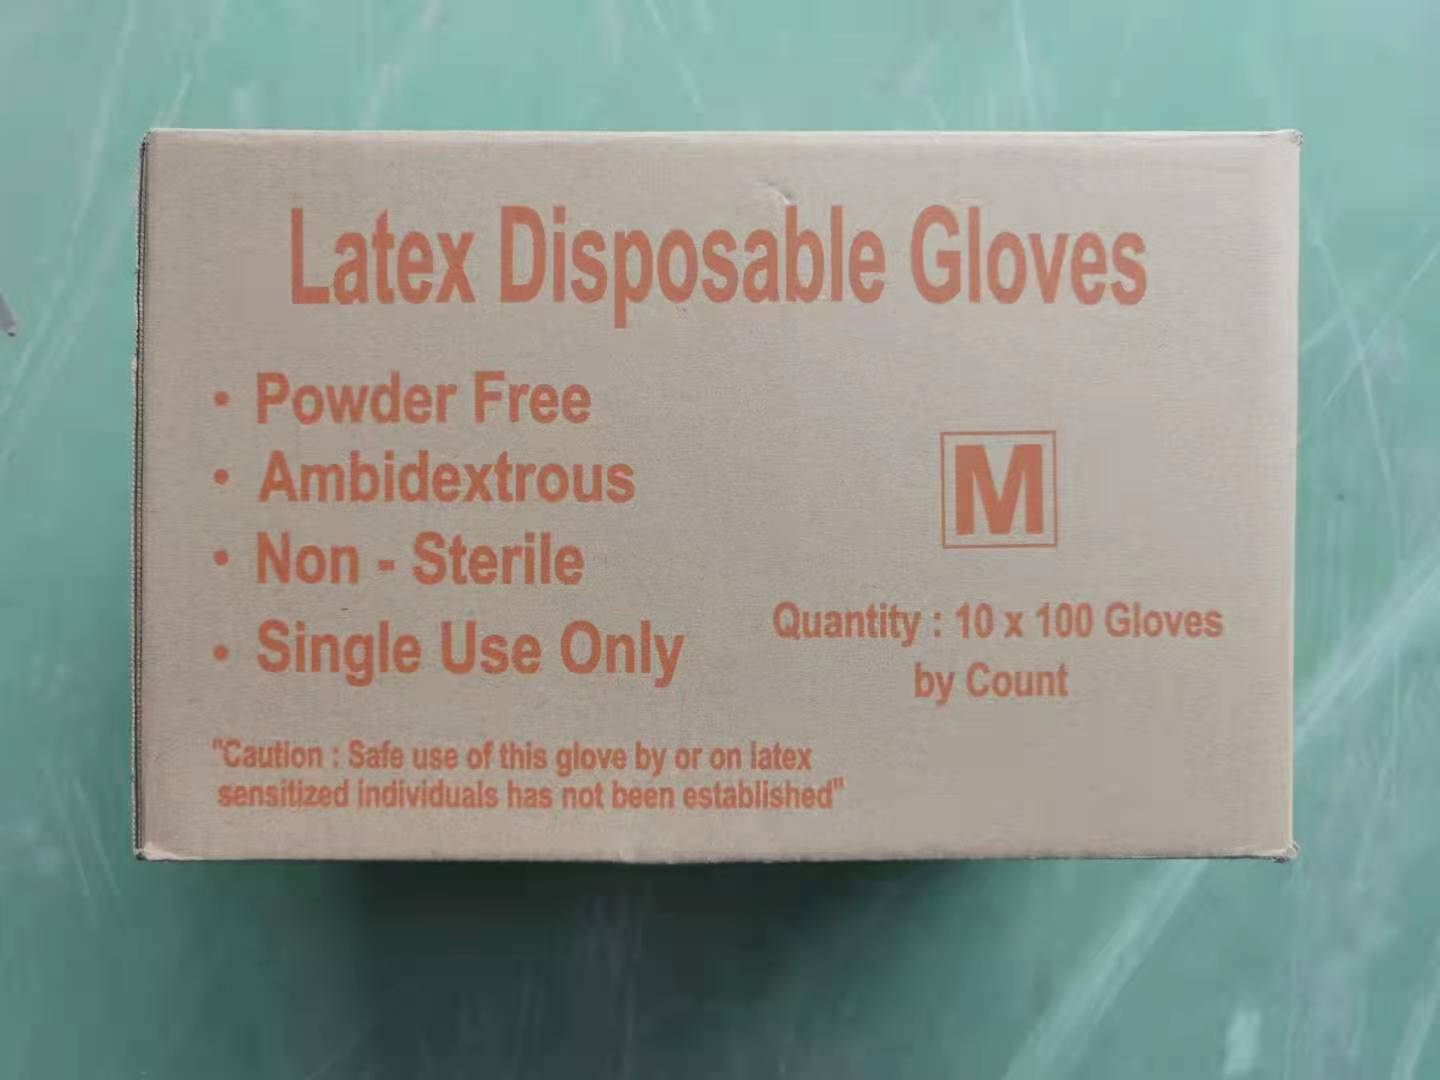 Latex Disposable Gloves
• Powder Free
• Ambidextrous
• Non - Sterile
• Single Use Only
M
Quantity : 10 x 100 Gloves
by Count
"Caution : Safe use of this glove by or on latex
sensitized individuals has not been established"